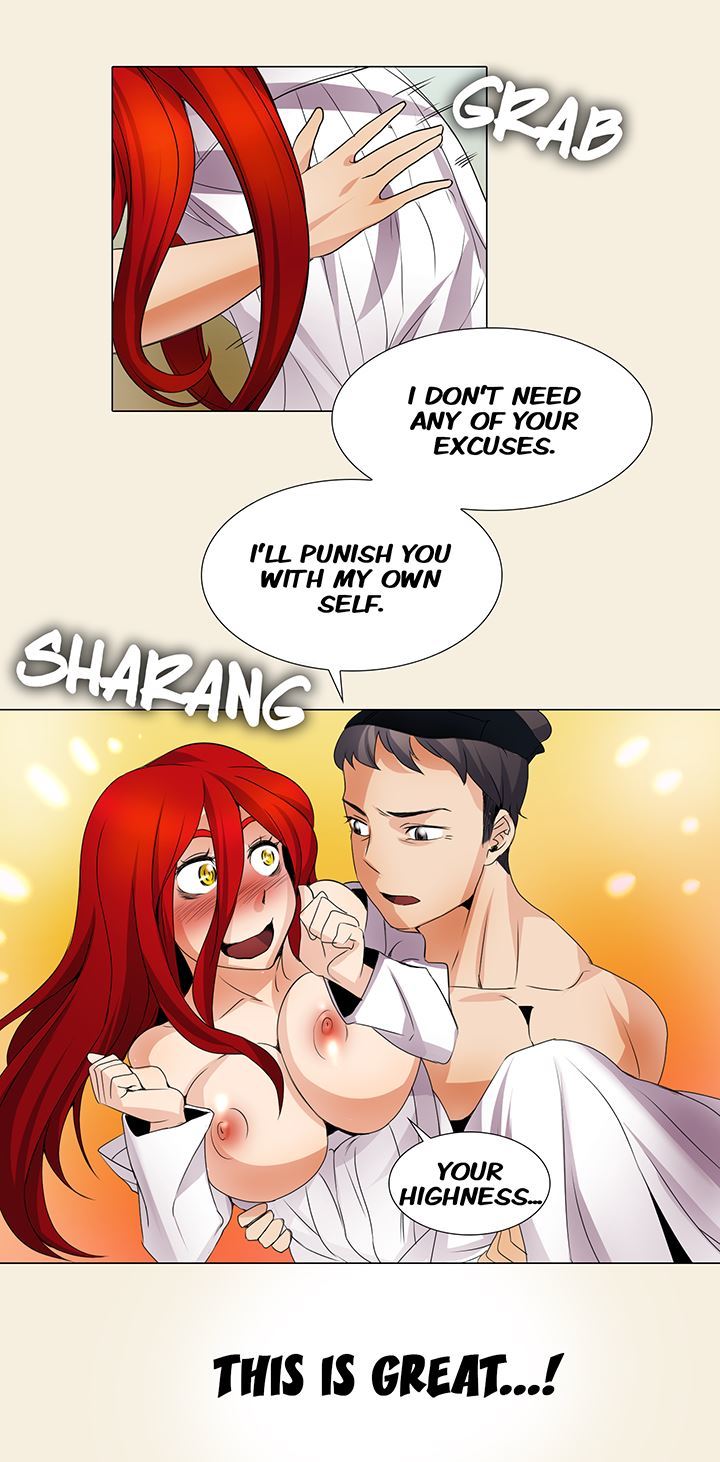 GRAB
I DON'T NEED
ANY OF YOUR
EXCUSES.
I'LL PUNISH YOU
WITH MY OWN
SELF.
SHARANG
YOUR
HIGHNESS...
THIS IS GREAT...!